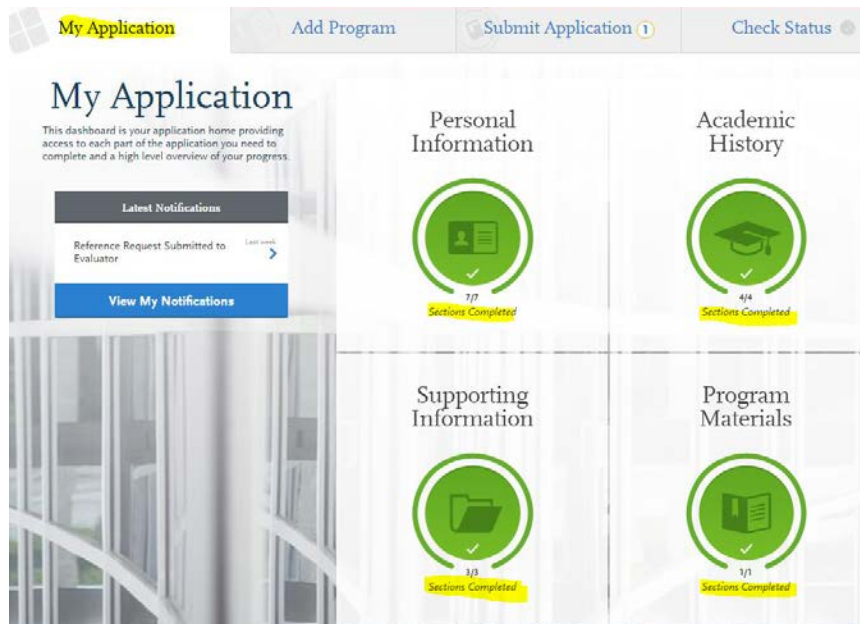 My Application
Add Program
Submit Application 1
Check Status
My Application
This dashboard is your application home providing
access to each part of the application you need to
complete and a high level overview of your progress.
Latest Notifications
Reference Request Submitted to
Evaluator
Last week
View My Notifications
Personal
Information
7/7
Sections Completed
Academic
History
4/4
Sections Completed
Supporting
Information
3/3
Sections Completed
Program
Materials
1/1
Sections Completed